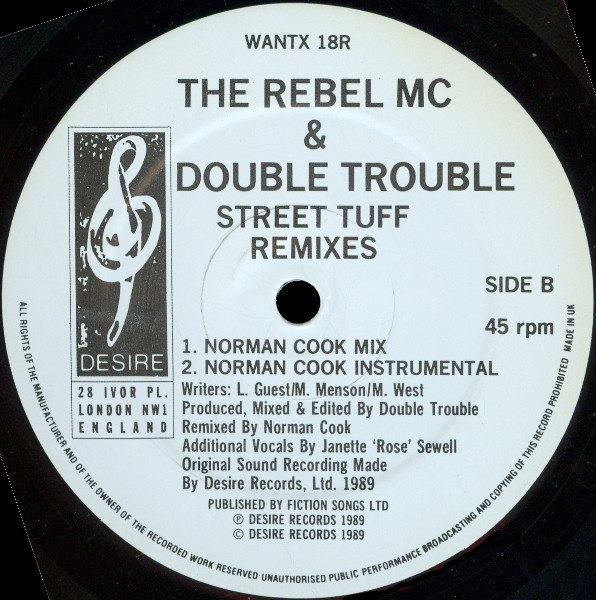 WANTX 18R
THE REBEL MC
&
DOUBLE TROUBLE
STREET TUFF
REMIXES
SIDE B
45 rpm
DESIRE
28 IVOR PL.
LONDON NW1
ENGLAND
1. NORMAN COOK MIX
2. NORMAN COOK INSTRUMENTAL
Writers: L. Guest/M. Menson/M. West
Produced, Mixed & Edited By Double Trouble
Remixed By Norman Cook
Additional Vocals By Janette ‘Rose’ Sewell
Original Sound Recording Made
By Desire Records, Ltd. 1989
PUBLISHED BY FICTION SONGS LTD
℗ DESIRE RECORDS 1989
© DESIRE RECORDS 1989
ALL RIGHTS OF THE MANUFACTURER AND OF THE OWNER OF THE RECORDED WORK RESERVED·UNAUTHORISED PUBLIC PERFORMANCE BROADCASTING AND COPYING OF THIS RECORD PROHIBITED MADE IN UK